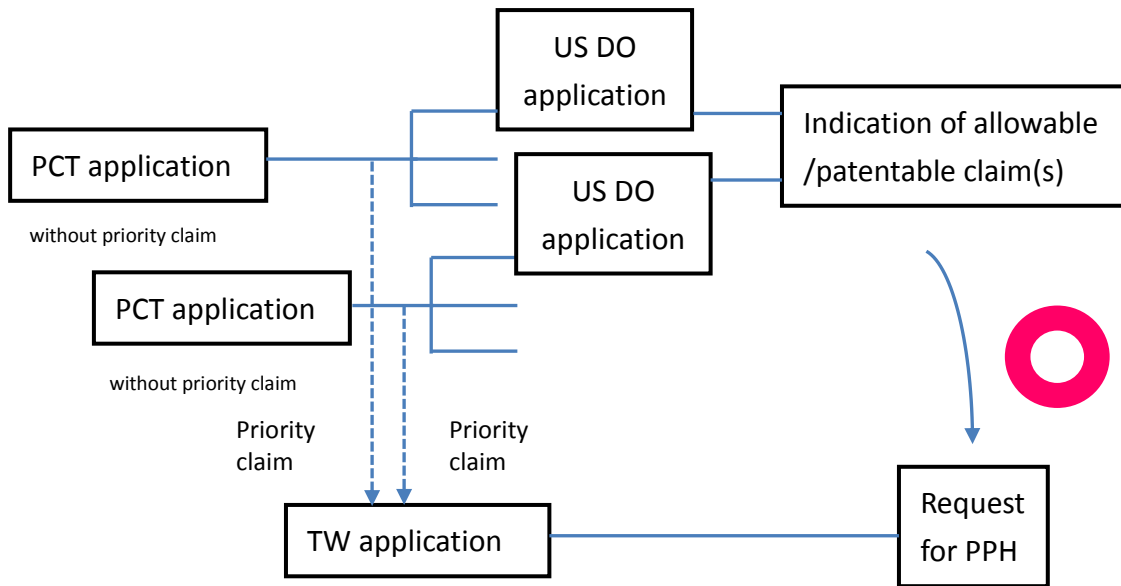 US DO
application
Indication of allowable
/patentable claim(s)
PCT application
without priority claim
US DO
application
PCT application
without priority claim
Priority
claim
Priority
claim
TW application
Request
for PPH